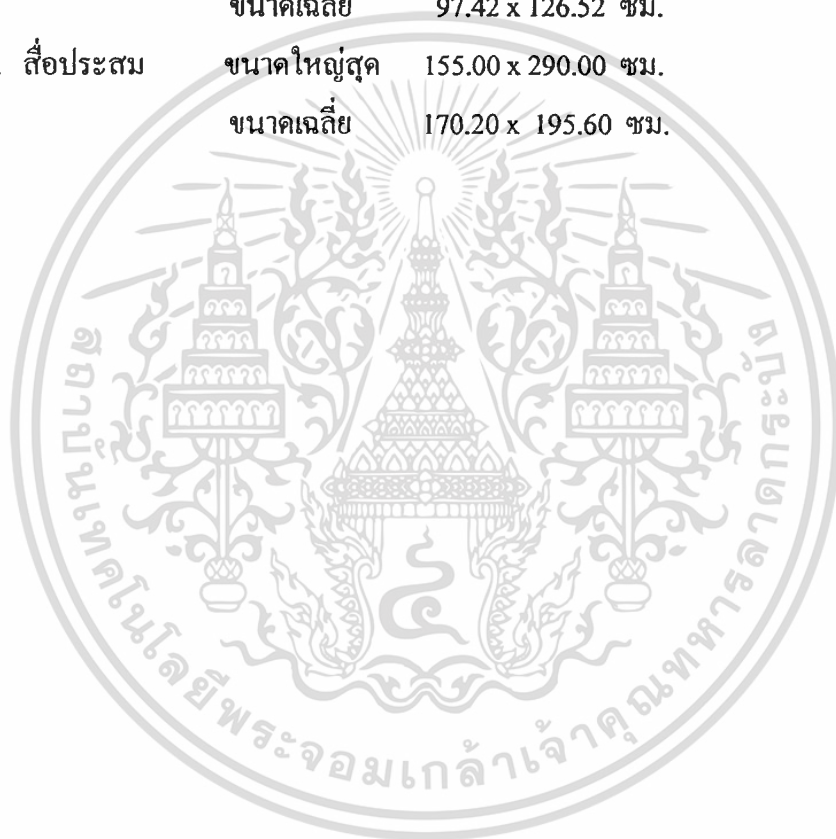 ขนาดเฉลี่ย 97.42 x 126.52 ซม.
สื่อประสม ขนาดใหญ่สุด 155.00 x 290.00 ซม.
ขนาดเฉลี่ย 170.20 x 195.60 ซม.
สถาบันเทคโนโลยีพระจอมเกล้าเจ้าคุณทหารลาดกระบัง
๔